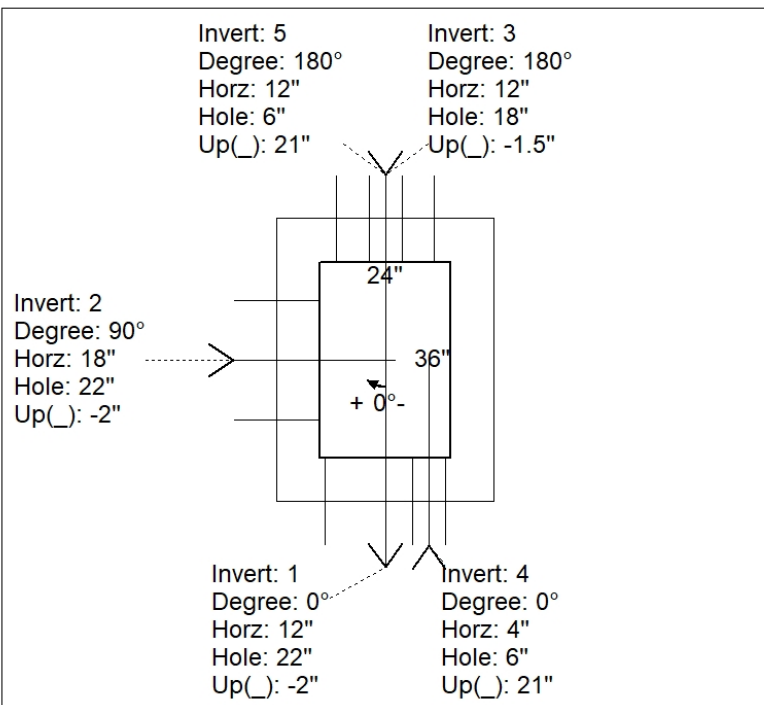 Invert: 5
Degree: 180°
Horz: 12"
Hole: 6"
Up(_): 21"
Invert: 3
Degree: 180°
Horz: 12"
Hole: 18"
Up(_): -1.5"
24"
Invert: 2
Degree: 90°
Horz: 18"
Hole: 22"
Up(_): -2"
36"
+ 0°-
Invert: 1
Degree: 0°
Horz: 12"
Hole: 22"
Up(_): -2"
Invert: 4
Degree: 0°
Horz: 4"
Hole: 6"
Up(_): 21"